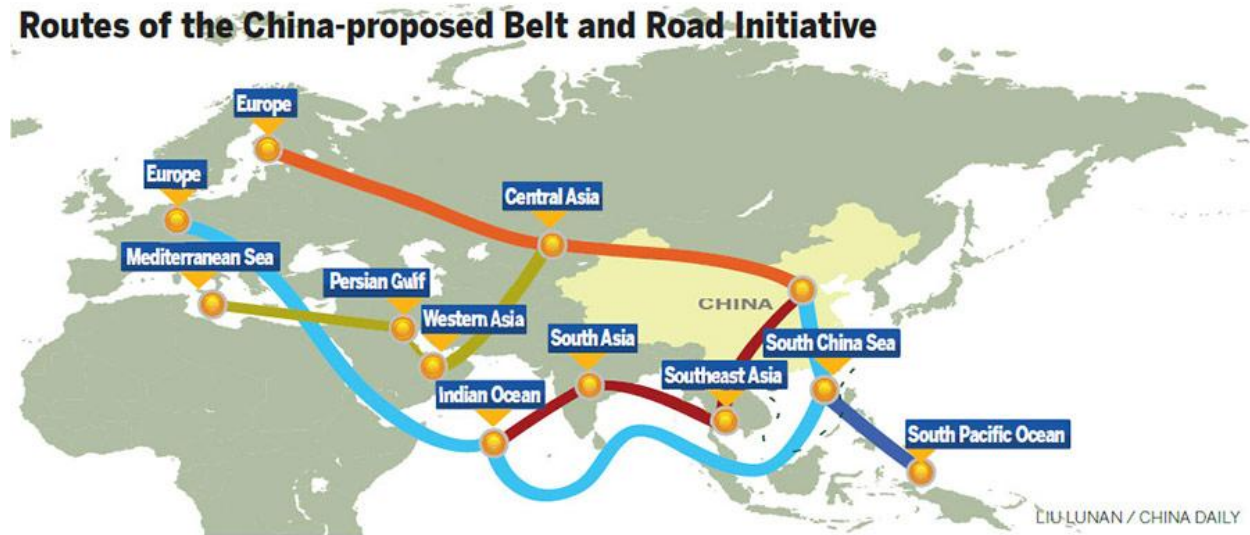 Routes of the China-proposed Belt and Road Initiative
Europe
Europe
Central Asia
Mediterranean Sea
Persian Gulf
CHINA
Western Asia
South Asia
South China Sea
Southeast Asia
Indian Ocean
South Pacific Ocean
LIU LUNAN / CHINA DAILY